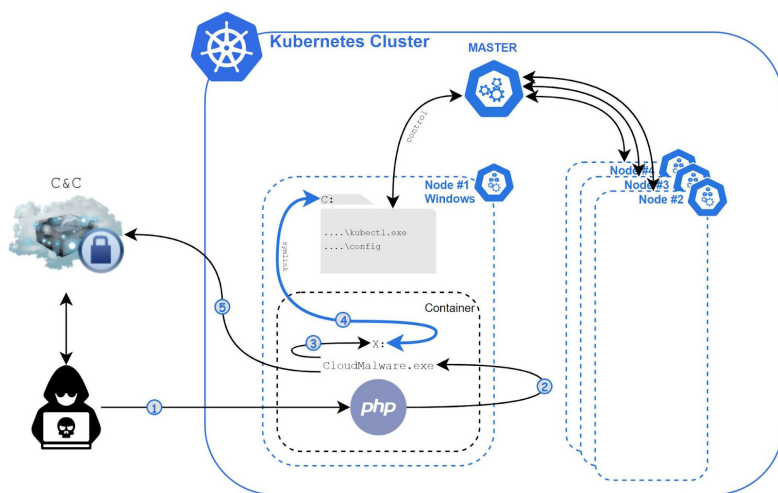 Kubernetes Cluster
MASTER
control
C&C
Node #1
Windows
Node #4
Node #3
Node #2
C:
....\kubectl.exe
....\config
symlink
Container
5
4
3
X:
CloudMalware.exe
2
1
php